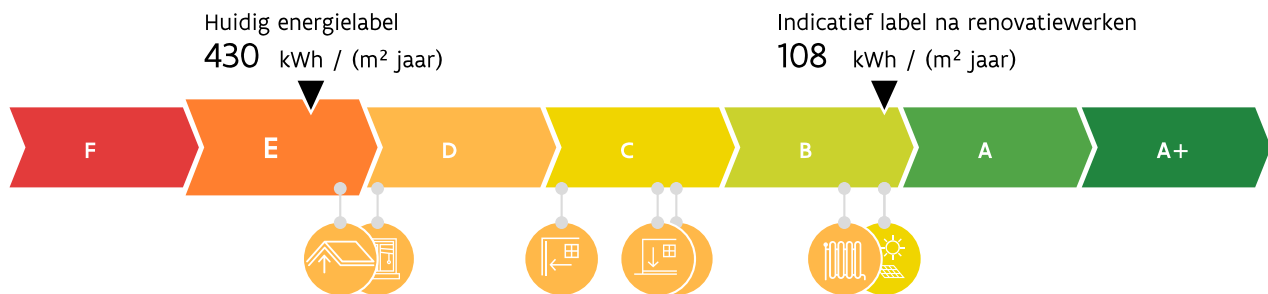 Huidig energielabel
430 kWh / (m² jaar)
Indicatief label na renovatiewerken
108 kWh / (m² jaar)
F E D C B A A+